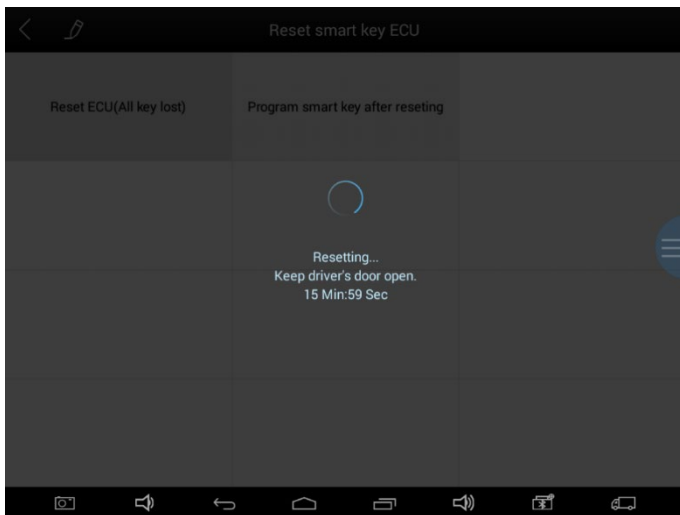 Reset smart key ECU
Reset ECU(All key lost)
Program smart key after reseting
Resetting...
Keep driver's door open.
15 Min:59 Sec